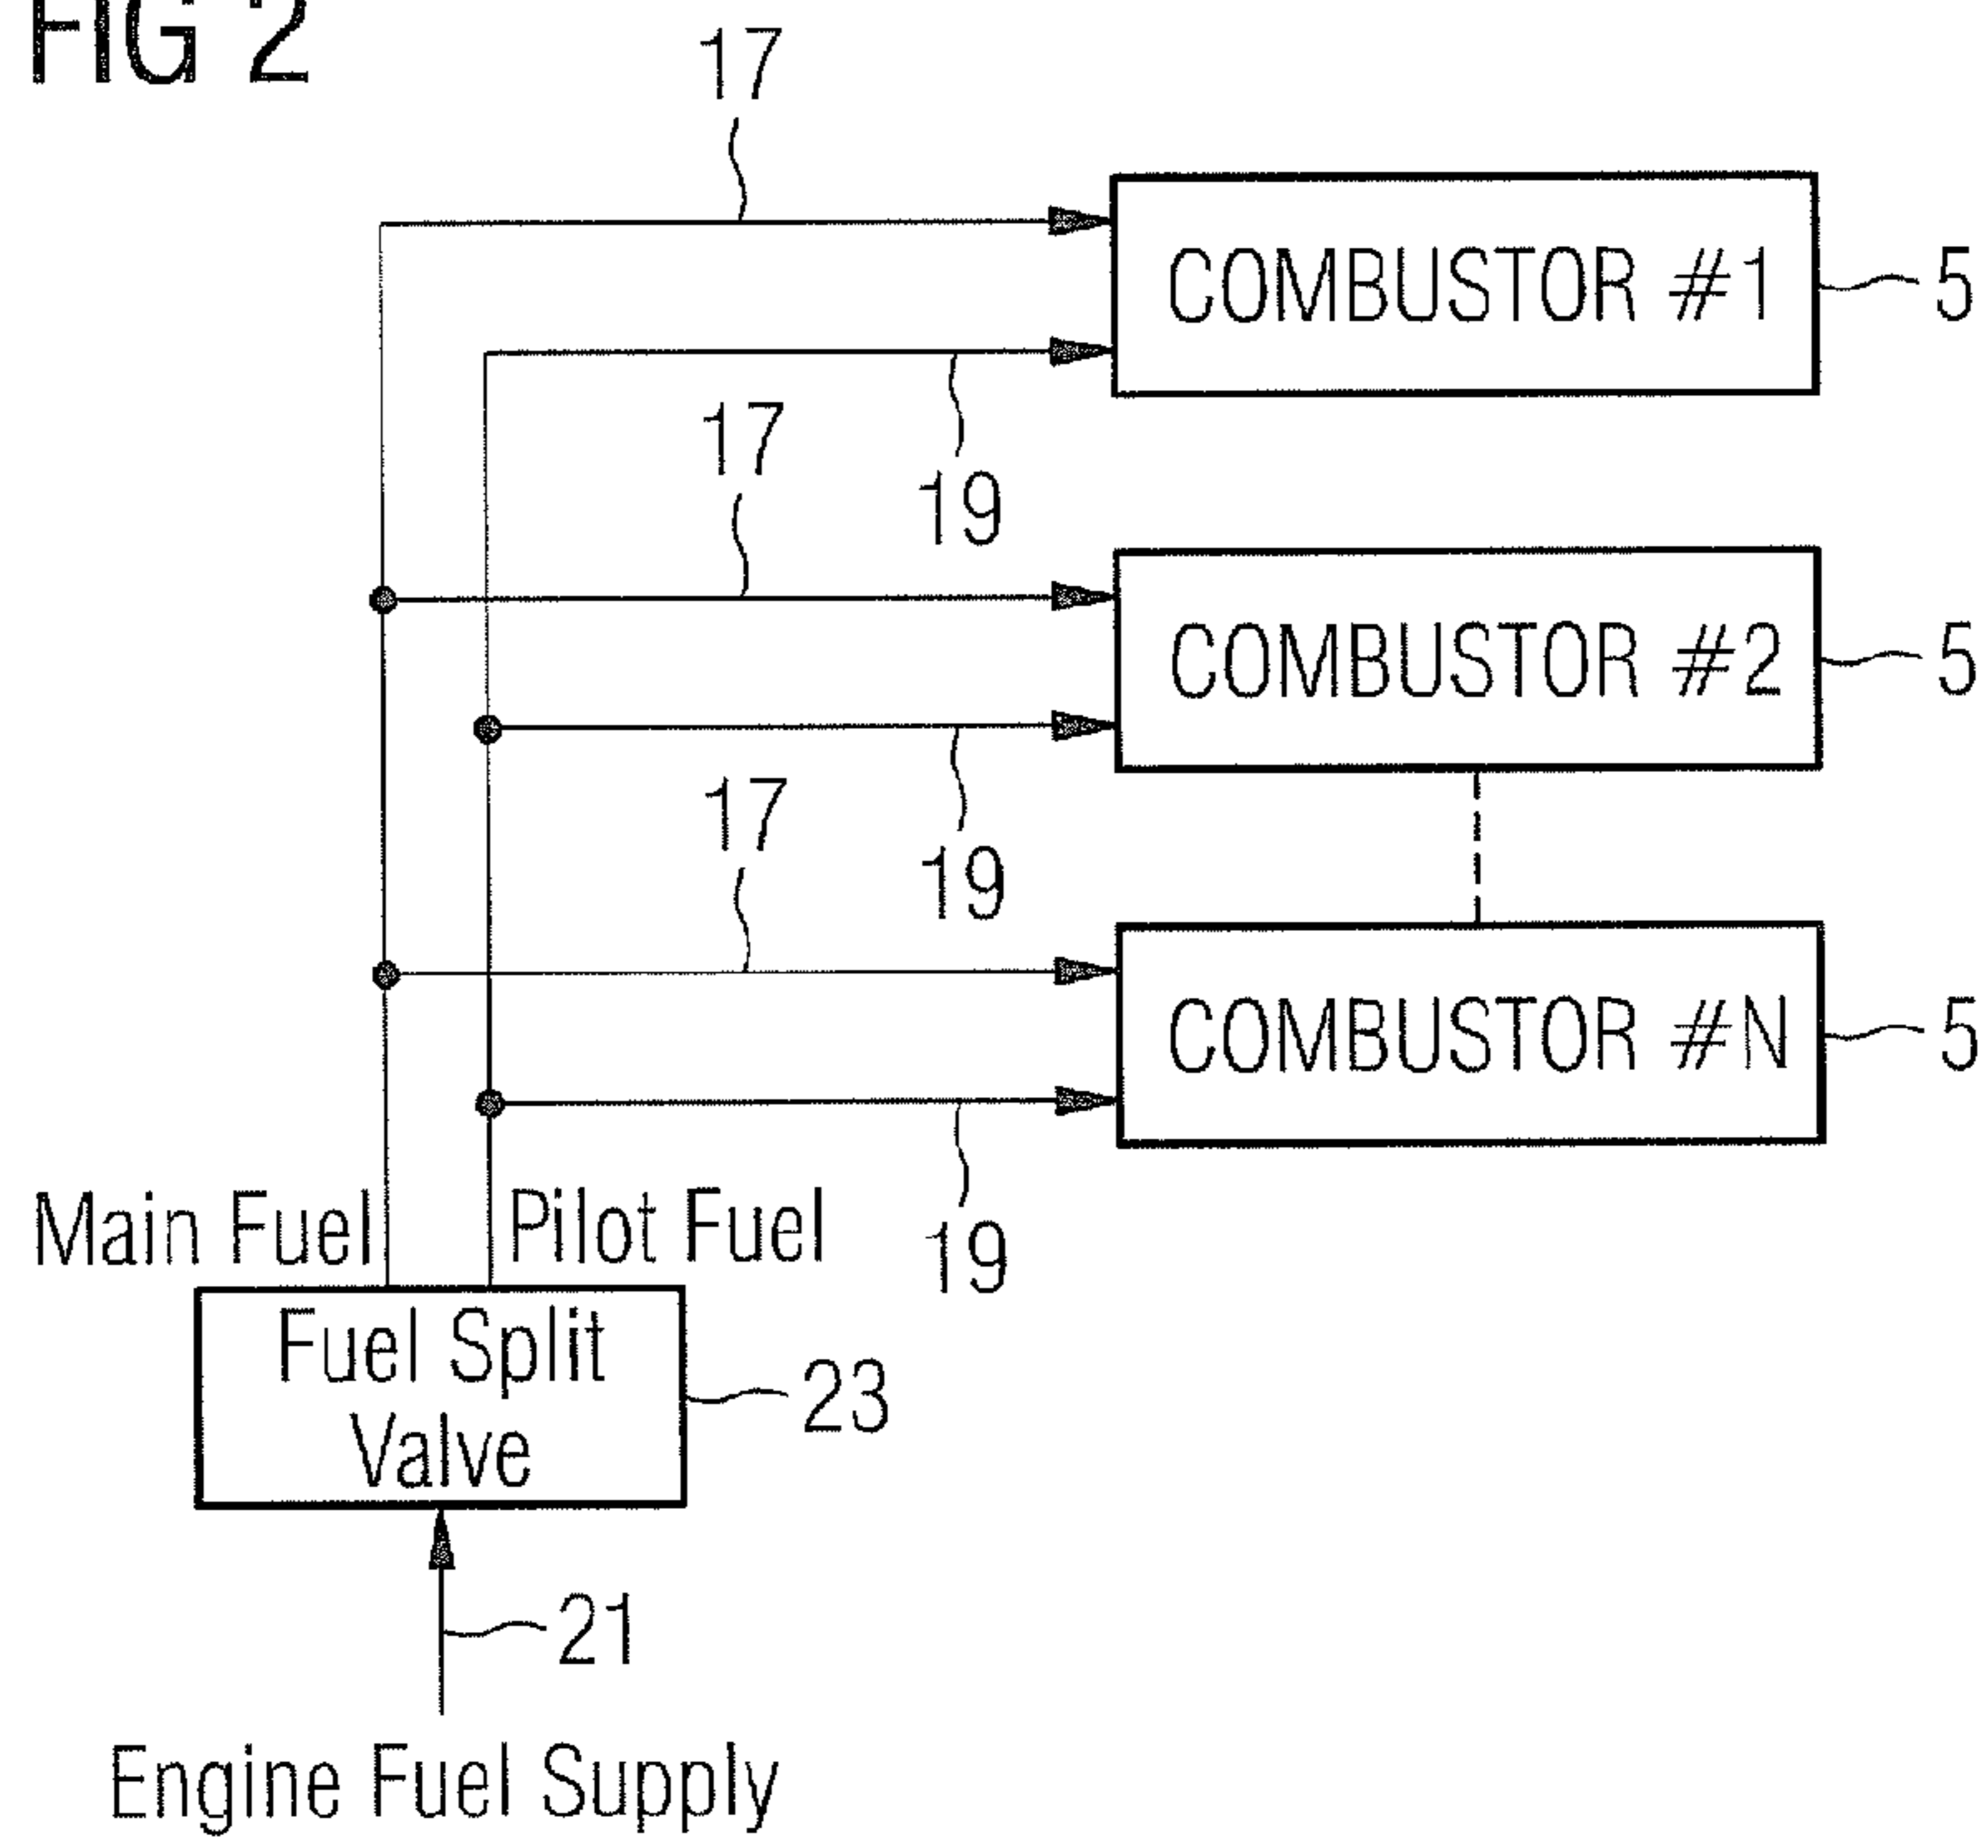 FIG 2
17
COMBUSTOR #1
5
19
17
COMBUSTOR #2
5
19
17
COMBUSTOR #N
5
19
Main Fuel
Pilot Fuel
Fuel Split
Valve
23
21
Engine Fuel Supply